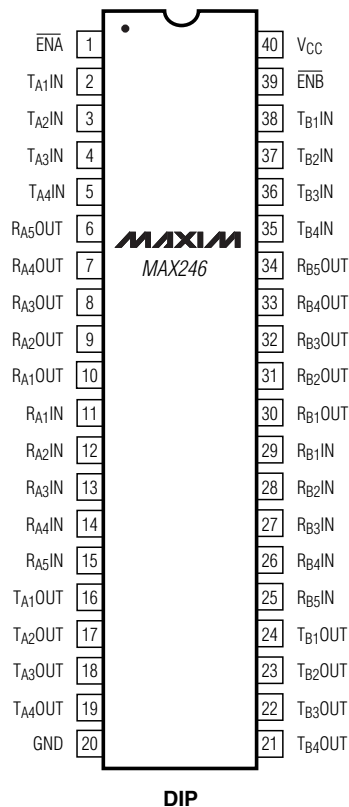 E̅N̅A̅ 1 40 VCC
TA1IN 2 39 E̅N̅B̅
TA2IN 3 38 TB1IN
TA3IN 4 37 TB2IN
TA4IN 5 36 TB3IN
RA5OUT 6 35 TB4IN
MAXIM
RA4OUT 7 MAX246 34 RB5OUT
RA3OUT 8 33 RB4OUT
RA2OUT 9 32 RB3OUT
RA1OUT 10 31 RB2OUT
RA1IN 11 30 RB1OUT
RA2IN 12 29 RB1IN
RA3IN 13 28 RB2IN
RA4IN 14 27 RB3IN
RA5IN 15 26 RB4IN
TA1OUT 16 25 RB5IN
TA2OUT 17 24 TB1OUT
TA3OUT 18 23 TB2OUT
TA4OUT 19 22 TB3OUT
GND 20 21 TB4OUT
DIP